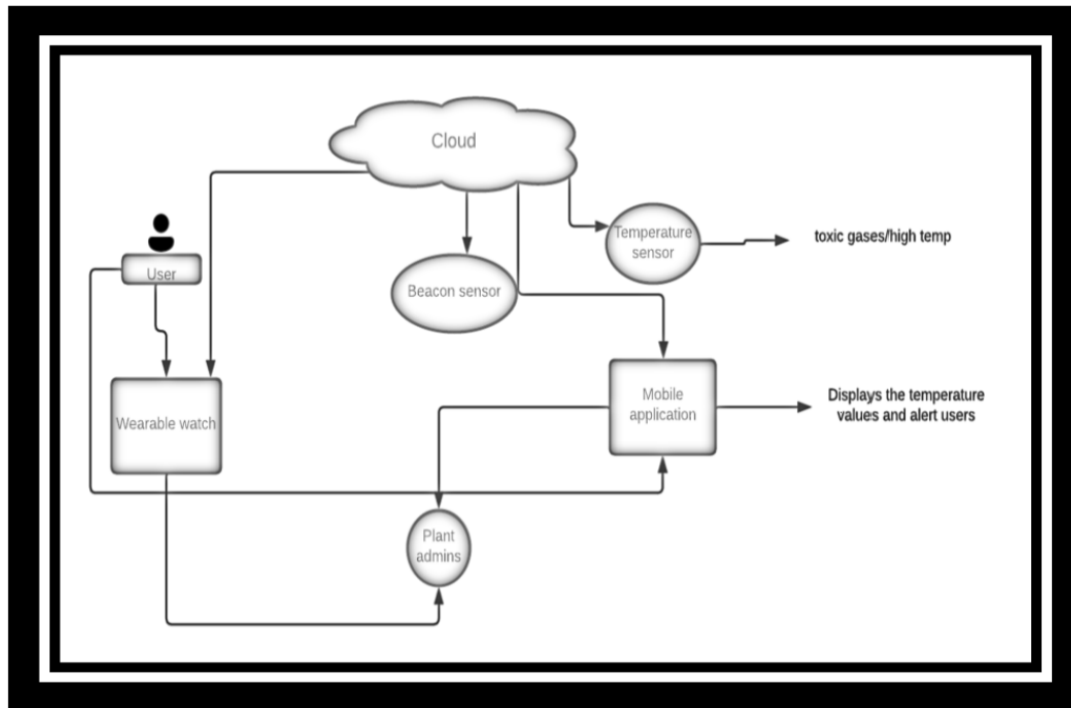 Cloud
Temperature
sensor
toxic gases/high temp
User
Beacon sensor
Mobile
application
Displays the temperature
values and alert users
Wearable watch
Plant
admins